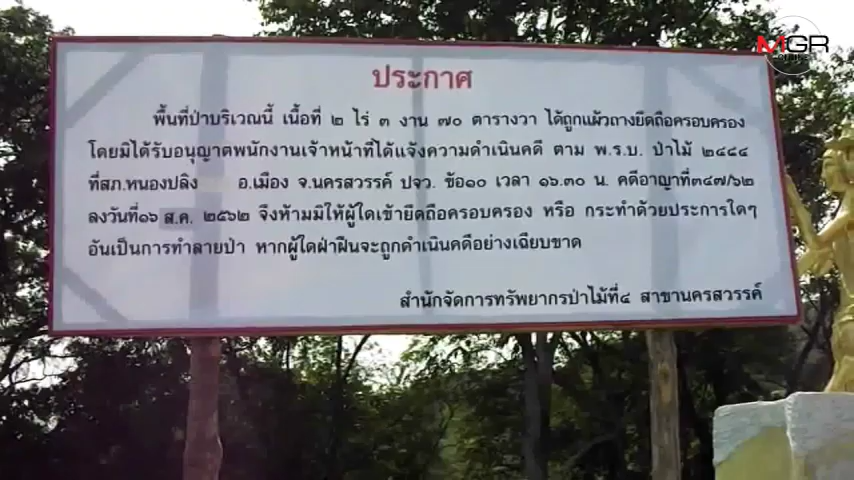 MGR
ONLINE
ประกาศ
พื้นที่ป่าบริเวณนี้ เนื้อที่ ๒ ไร่ ๓ งาน ๗๐ ตารางวา ได้ถูกแผ้วถางยึดถือครอบครอง
โดยมิได้รับอนุญาตพนักงานเจ้าหน้าที่ได้แจ้งความดำเนินคดี ตาม พ.ร.บ. ป่าไม้ ๒๔๘๔
ที่สภ.หนองปลิง อ.เมือง จ.นครสวรรค์ ปจว. ข้อ๑๐ เวลา ๑๖.๓๐ น. คดีอาญาที่๓๔๗/๖๒
ลงวันที่๑๖ ส.ค. ๒๕๖๒ จึงห้ามมิให้ผู้ใดเข้ายึดถือครอบครอง หรือ กระทำด้วยประการใดๆ
อันเป็นการทำลายป่า หากผู้ใดฝ่าฝืนจะถูกดำเนินคดีอย่างเฉียบขาด
สำนักจัดการทรัพยากรป่าไม้ที่๔ สาขานครสวรรค์